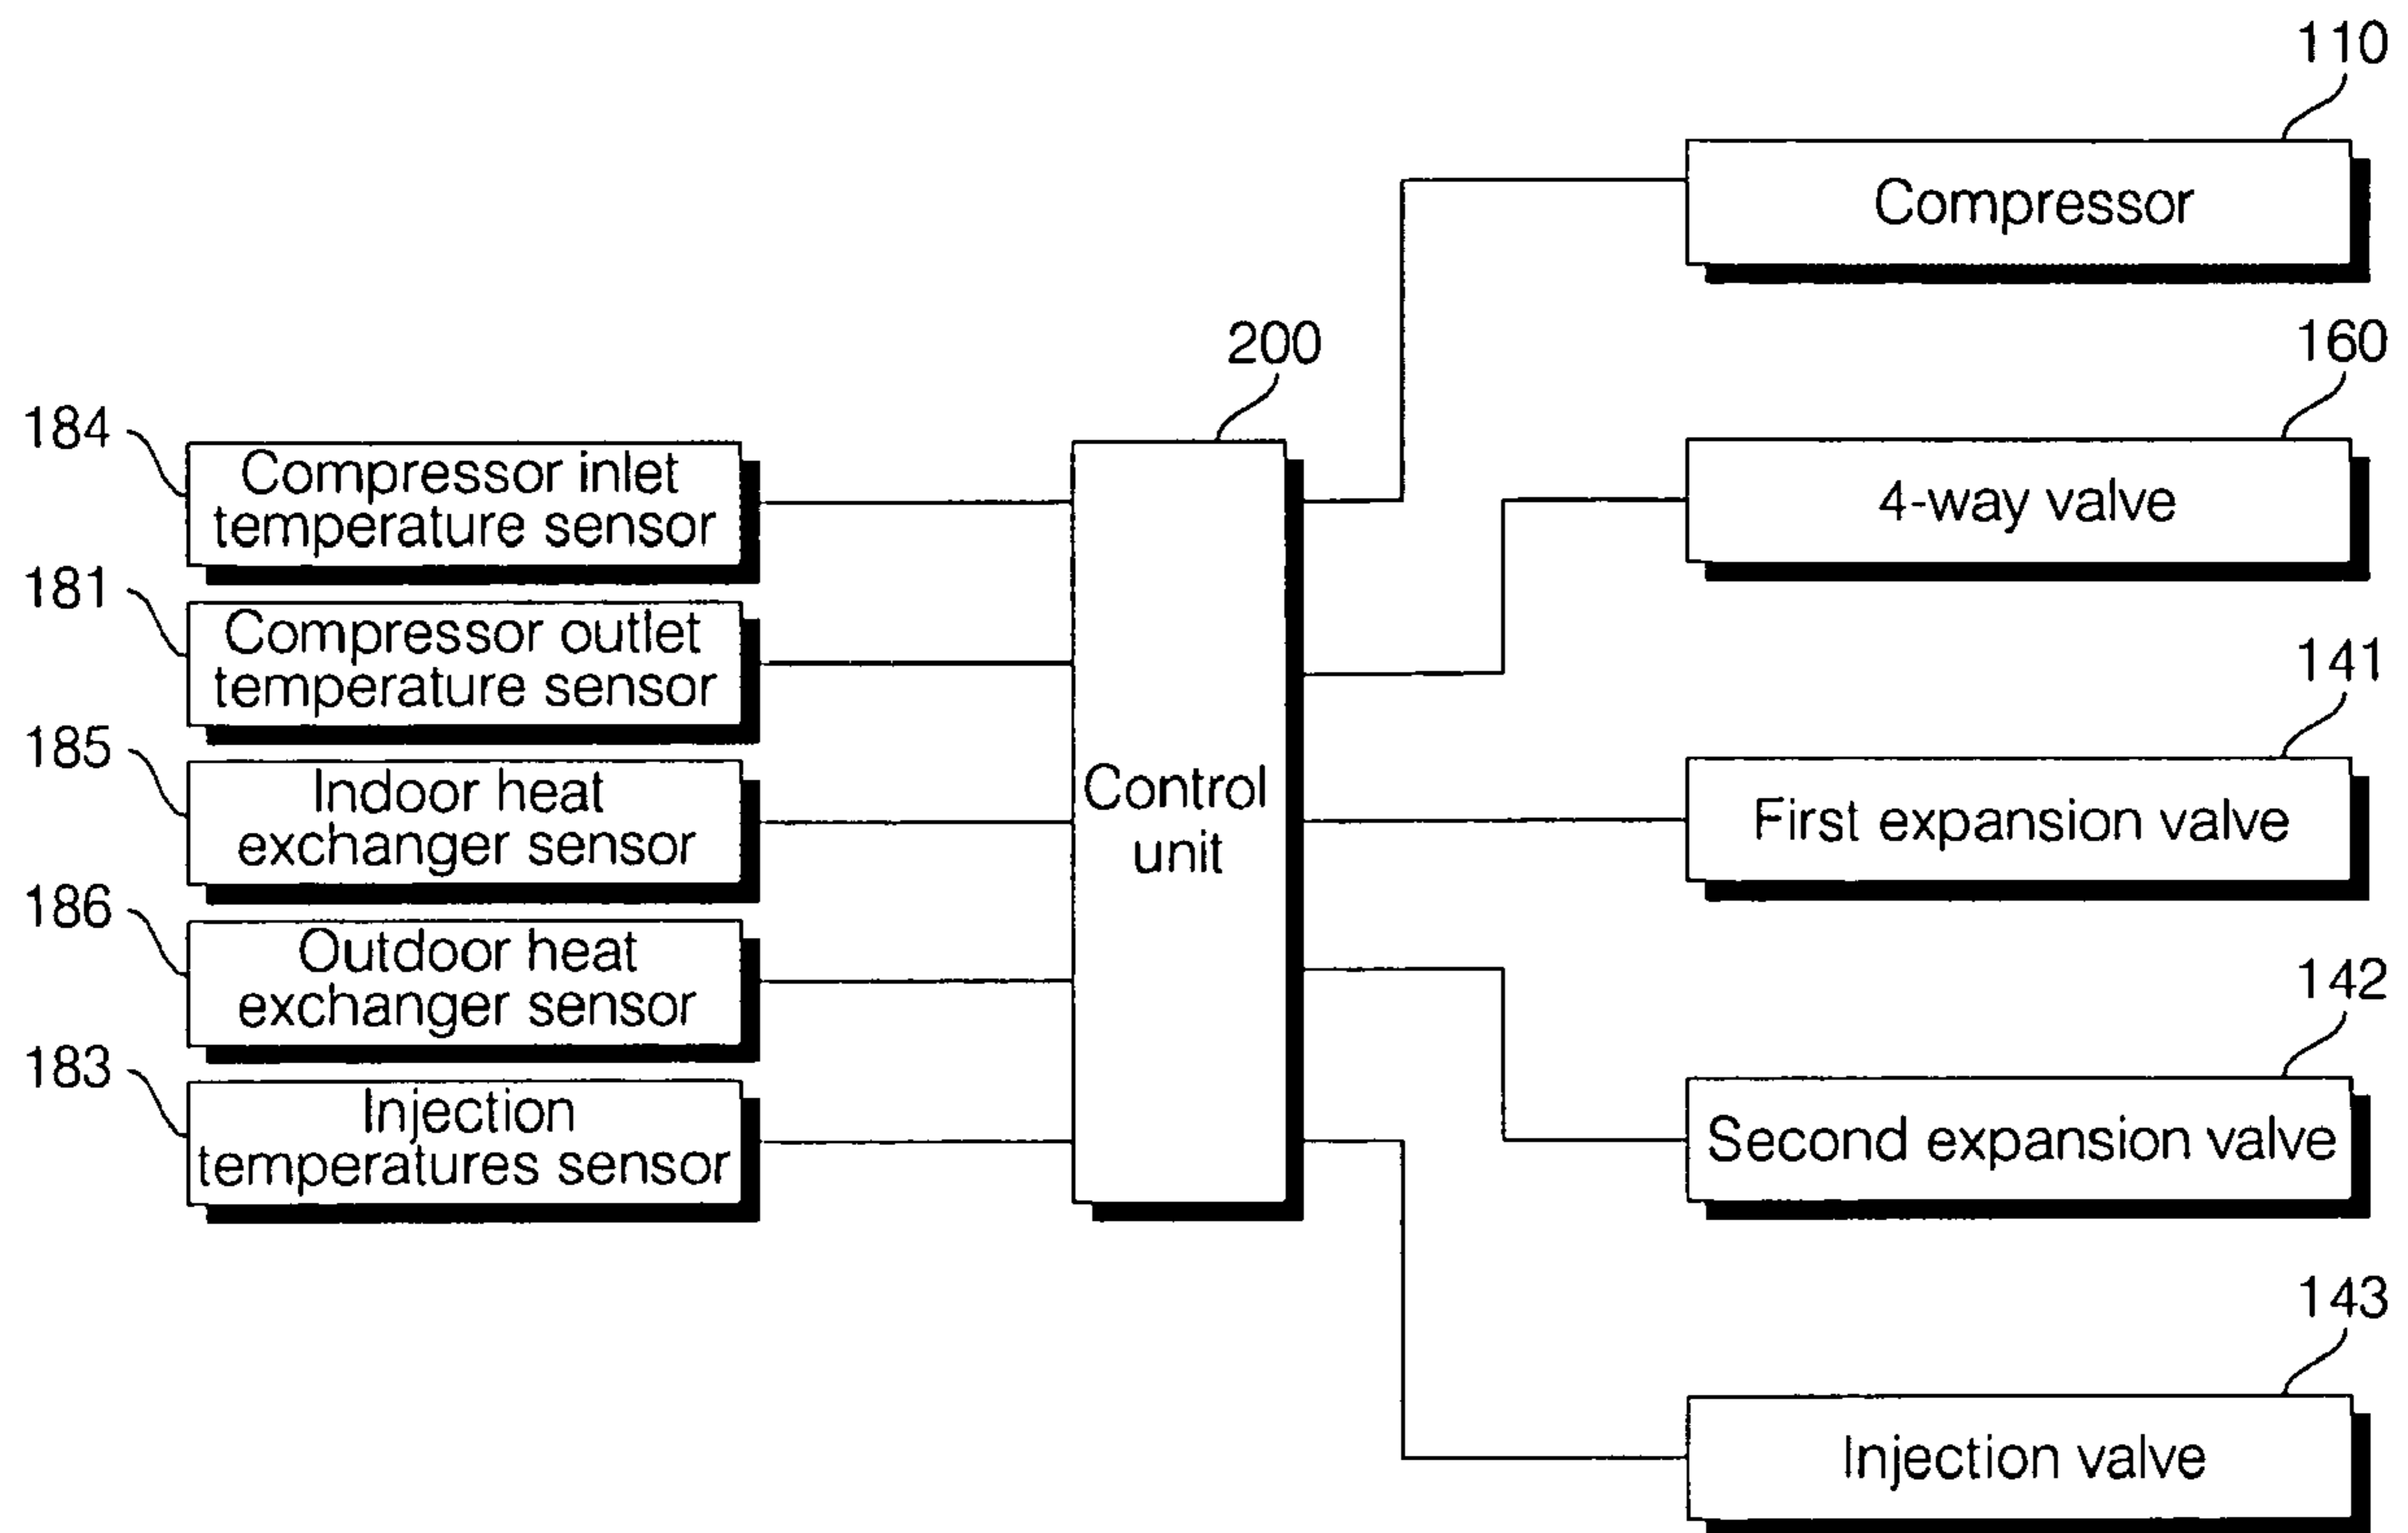 110
Compressor
160
4-way valve
200
184
Compressor inlet
temperature sensor
181
Compressor outlet
temperature sensor
185
Indoor heat
exchanger sensor
186
Outdoor heat
exchanger sensor
183
Injection
temperatures sensor
Control
unit
141
First expansion valve
142
Second expansion valve
143
Injection valve